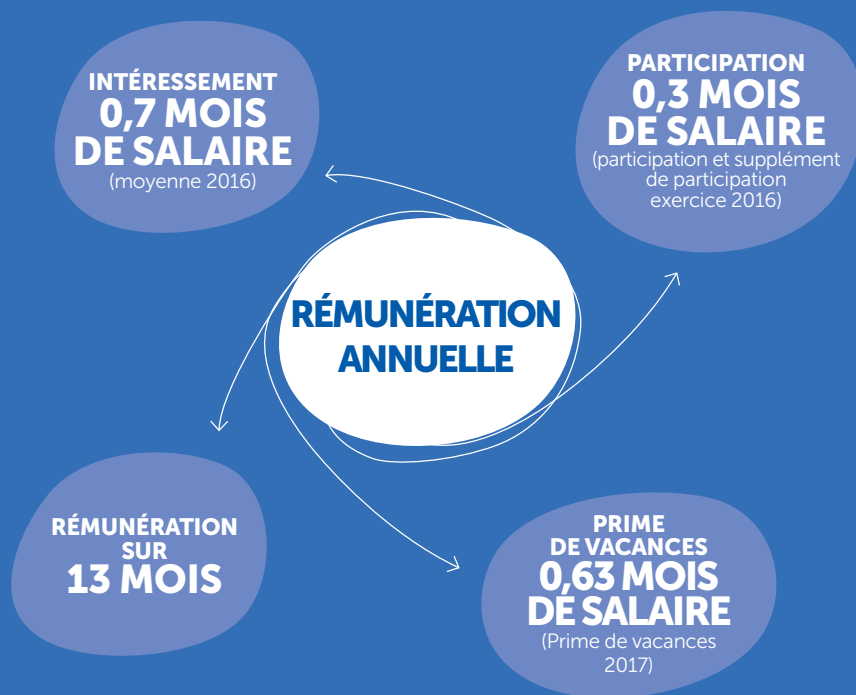 INTÉRESSEMENT
0,7 MOIS
DE SALAIRE
(moyenne 2016)
PARTICIPATION
0,3 MOIS
DE SALAIRE
(participation et supplément
de participation
exercice 2016)
RÉMUNÉRATION
ANNUELLE
RÉMUNÉRATION
SUR
13 MOIS
PRIME
DE VACANCES
0,63 MOIS
DE SALAIRE
(Prime de vacances
2017)